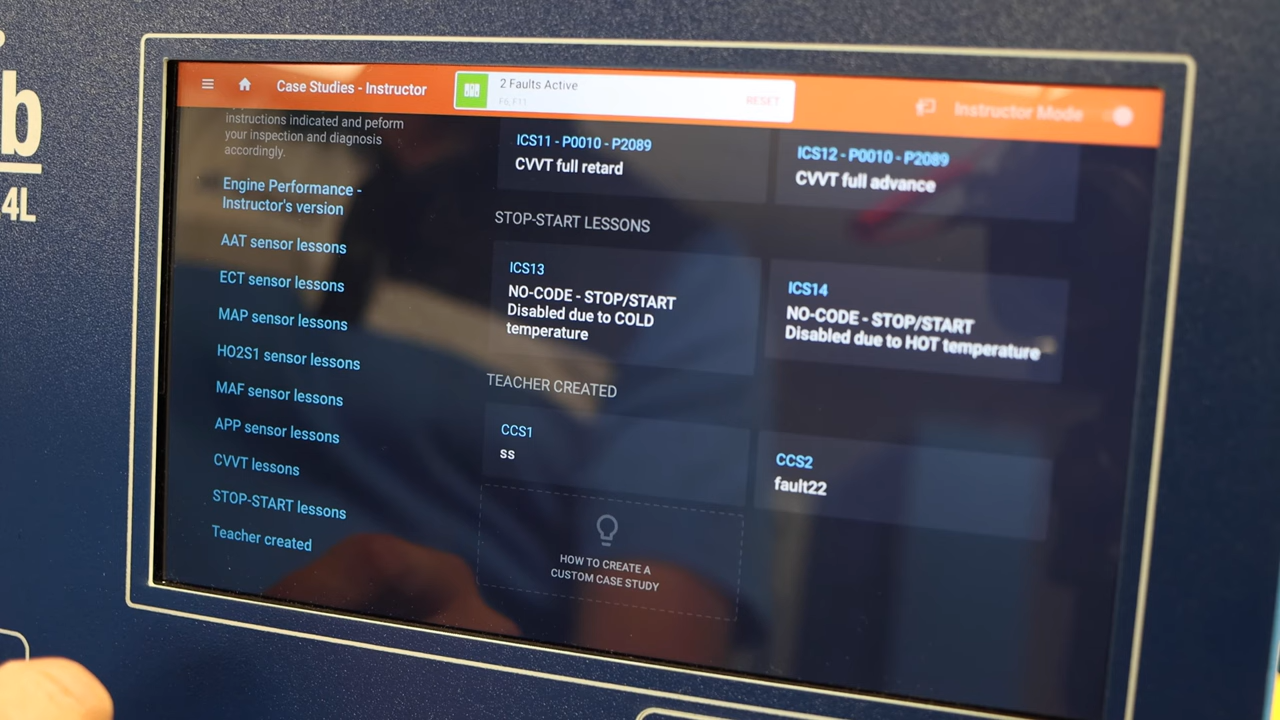 b
4L
Case Studies - Instructor
2 Faults Active
F6, F11
RESET
Instructor Mode
instructions indicated and peform
your inspection and diagnosis
accordingly.
Engine Performance -
Instructor's version
AAT sensor lessons
ECT sensor lessons
MAP sensor lessons
HO2S1 sensor lessons
MAF sensor lessons
APP sensor lessons
CVVT lessons
STOP-START lessons
Teacher created
ICS11 - P0010 - P2089
CVVT full retard
ICS12 - P0010 - P2089
CVVT full advance
STOP-START LESSONS
ICS13
NO-CODE - STOP/START
Disabled due to COLD
temperature
ICS14
NO-CODE - STOP/START
Disabled due to HOT temperature
TEACHER CREATED
CCS1
ss
CCS2
fault22
HOW TO CREATE A
CUSTOM CASE STUDY